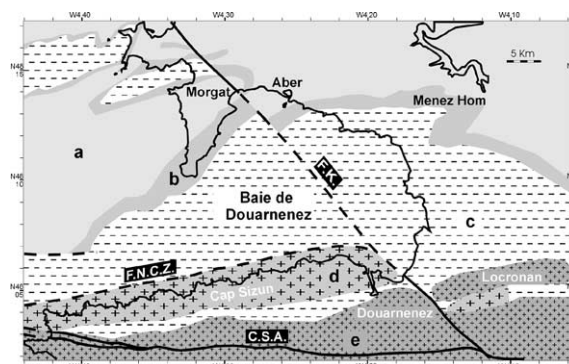 W4.40
W4.30
W4.20
W4.10
5 Km
N48
15
Morgat
Aber
Menez Hom
a
b
F.K.
N48
10
Baie de
Douarnenez
c
F.N.C.Z.
d
Locronan
N48
05
Cap Sizun
Douarnenez
C.S.A.
e